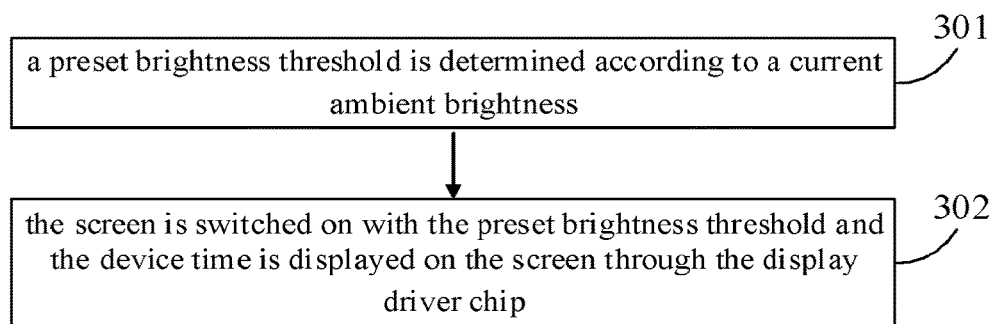 301
a preset brightness threshold is determined according to a current
ambient brightness
302
the screen is switched on with the preset brightness threshold and
the device time is displayed on the screen through the display
driver chip